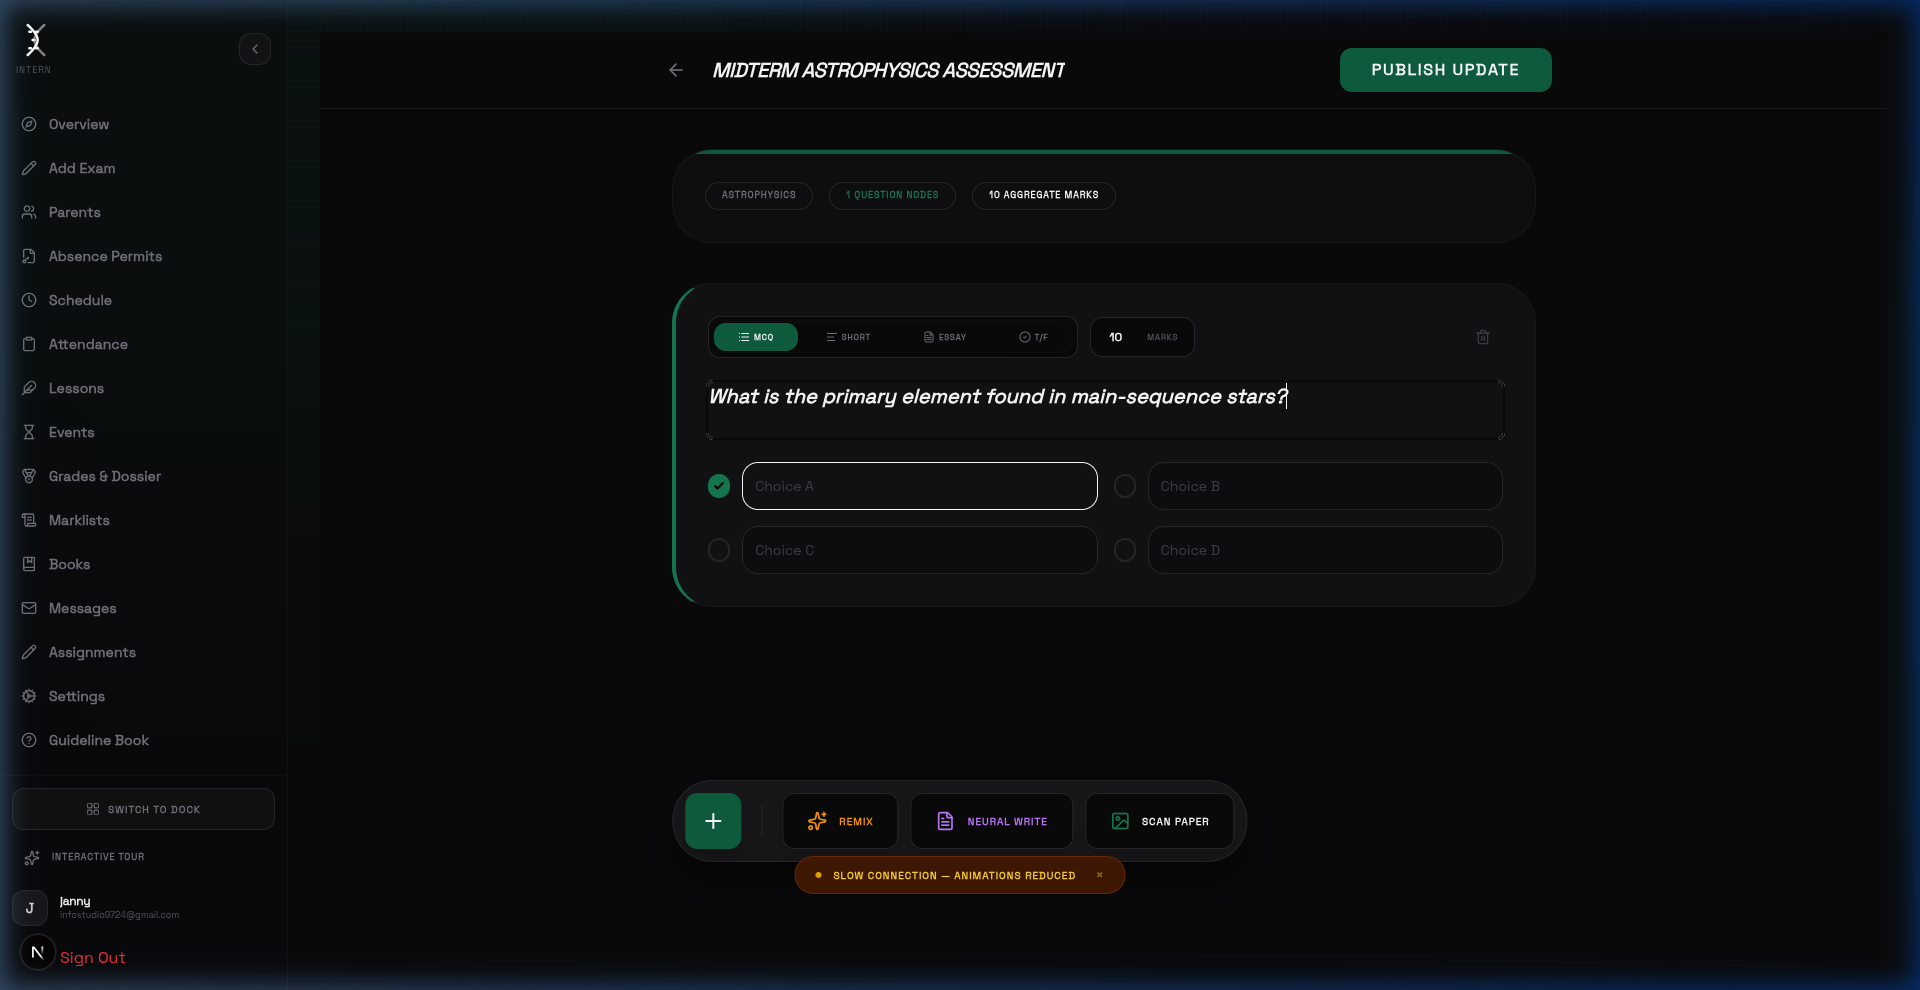 INTERN
Overview
Add Exam
Parents
Absence Permits
Schedule
Attendance
Lessons
Events
Grades & Dossier
Marklists
Books
Messages
Assignments
Settings
Guideline Book
SWITCH TO DOCK
INTERACTIVE TOUR
J
janny
infostudio9724@gmail.com
N
Sign Out
MIDTERM ASTROPHYSICS ASSESSMENT
PUBLISH UPDATE
ASTROPHYSICS
1 QUESTION NODES
10 AGGREGATE MARKS
MCQ
SHORT
ESSAY
T/F
10
MARKS
What is the primary element found in main-sequence stars?
Choice A
Choice B
Choice C
Choice D
REMIX
NEURAL WRITE
SCAN PAPER
SLOW CONNECTION — ANIMATIONS REDUCED
×